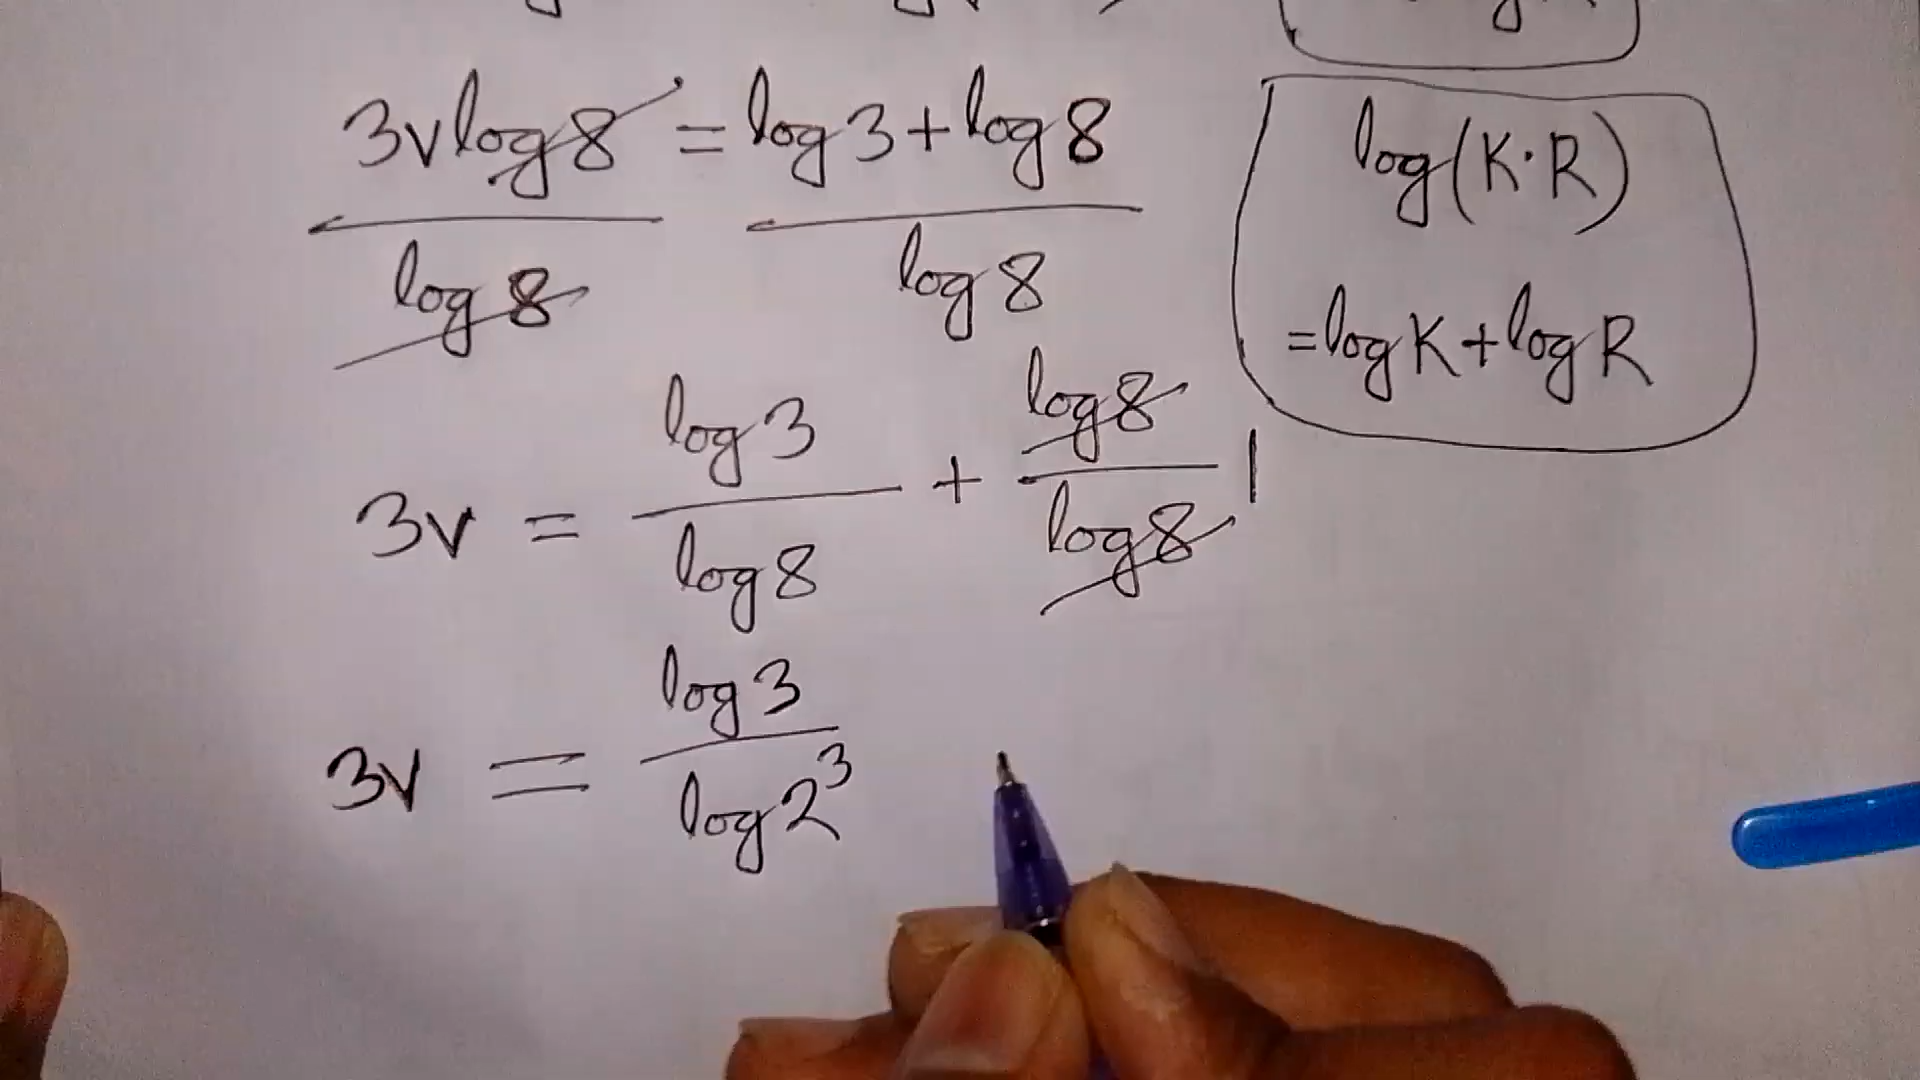 3v log 8 = log 3 + log 8
log 8 log 8
log (K·R)
= log K + log R
3v = log 3 / log 8 + log 8 / log 8 1
3v = log 3 / log 2³